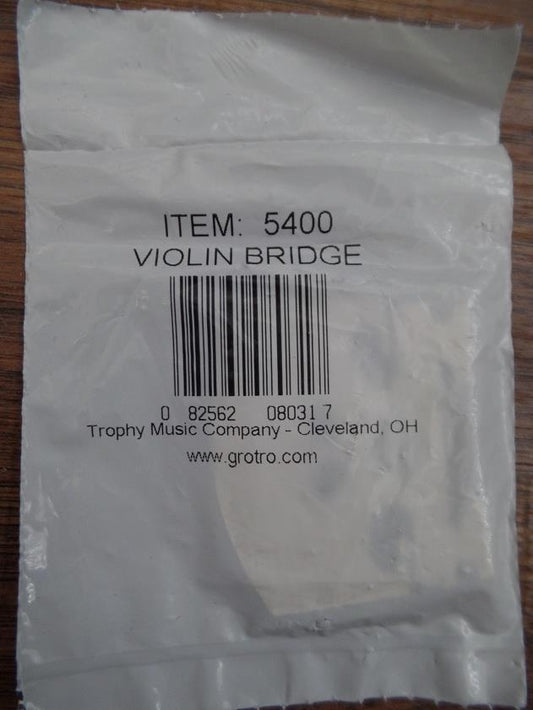 ITEM: 5400
VIOLIN BRIDGE
0 82562 08031 7
Trophy Music Company - Cleveland, OH
www.grotro.com